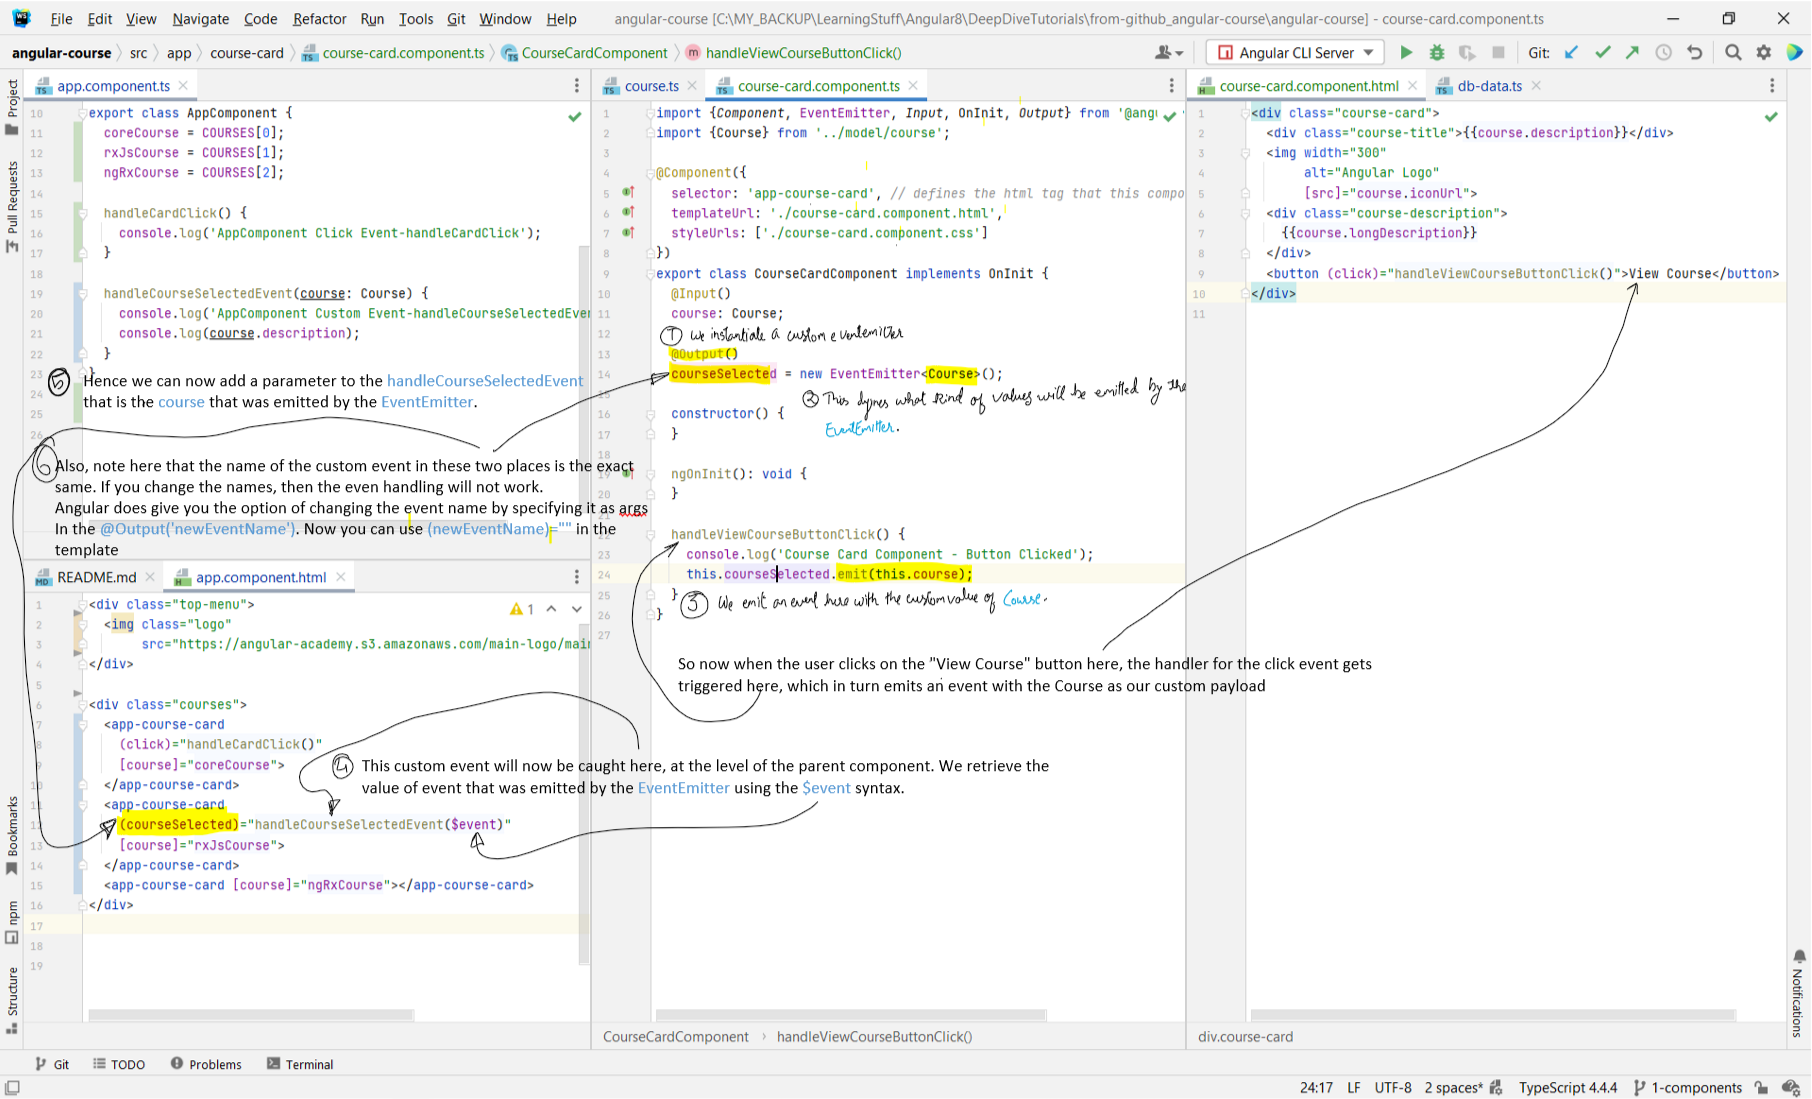 File Edit View Navigate Code Refactor Run Tools Git Window Help angular-course [C:\MY_BACKUP\LearningStuff\Angular8\DeepDiveTutorials\from-github_angular-course\angular-course] - course-card.component.ts
angular-course src app course-card course-card.component.ts CourseCardComponent handleViewCourseButtonClick() Angular CLI Server Git:
Project
Pull Requests
Bookmarks
npm
Structure
app.component.ts
10 export class AppComponent {
11 coreCourse = COURSES[0];
12 rxJsCourse = COURSES[1];
13 ngRxCourse = COURSES[2];
14
15 handleCardClick() {
16 console.log('AppComponent Click Event-handleCardClick');
17 }
18
19 handleCourseSelectedEvent(course: Course) {
20 console.log('AppComponent Custom Event-handleCourseSelectedEve
21 console.log(course.description);
22 }
23 }
24
25
26
5 Hence we can now add a parameter to the handleCourseSelectedEvent
that is the course that was emitted by the EventEmitter.
6 Also, note here that the name of the custom event in these two places is the exact
same. If you change the names, then the even handling will not work.
Angular does give you the option of changing the event name by specifying it as args
In the @Output('newEventName'). Now you can use (newEventName)="" in the
template
README.md app.component.html
1 <div class="top-menu"> 1
2 <img class="logo"
3 src="https://angular-academy.s3.amazonaws.com/main-logo/mai
4 </div>
5
6 <div class="courses">
7 <app-course-card
8 (click)="handleCardClick()"
9 [course]="coreCourse">
10 </app-course-card>
11 <app-course-card
12 (courseSelected)="handleCourseSelectedEvent($event)"
13 [course]="rxJsCourse">
14 </app-course-card>
15 <app-course-card [course]="ngRxCourse"></app-course-card>
16 </div>
17
18
19
4 This custom event will now be caught here, at the level of the parent component. We retrieve the
value of event that was emitted by the EventEmitter using the $event syntax.
course.ts course-card.component.ts
1 import {Component, EventEmitter, Input, OnInit, Output} from '@angu
2 import {Course} from '../model/course';
3
4 @Component({
5 selector: 'app-course-card', // defines the html tag that this compo
6 templateUrl: './course-card.component.html',
7 styleUrls: ['./course-card.component.css']
8 })
9 export class CourseCardComponent implements OnInit {
10 @Input()
11 course: Course;
12 1 We instantiate a custom eventemitter
13 @Output()
14 courseSelected = new EventEmitter<Course>();
2 This dfynes what kind of values will be emitted by the
EventEmitter.
16 constructor() {
17 }
18
19 ngOnInit(): void {
20 }
21
22 handleViewCourseButtonClick() {
23 console.log('Course Card Component - Button Clicked');
24 this.courseSelected.emit(this.course);
25 }
26 }
27
3 We emit an event here with the custom value of Course.
So now when the user clicks on the "View Course" button here, the handler for the click event gets
triggered here, which in turn emits an event with the Course as our custom payload
CourseCardComponent handleViewCourseButtonClick()
course-card.component.html db-data.ts
1 <div class="course-card">
2 <div class="course-title">{{course.description}}</div>
3 <img width="300"
4 alt="Angular Logo"
5 [src]="course.iconUrl">
6 <div class="course-description">
7 {{course.longDescription}}
8 </div>
9 <button (click)="handleViewCourseButtonClick()">View Course</button>
10 </div>
11
div.course-card
Notifications
Git TODO Problems Terminal
24:17 LF UTF-8 2 spaces* TypeScript 4.4.4 1-components